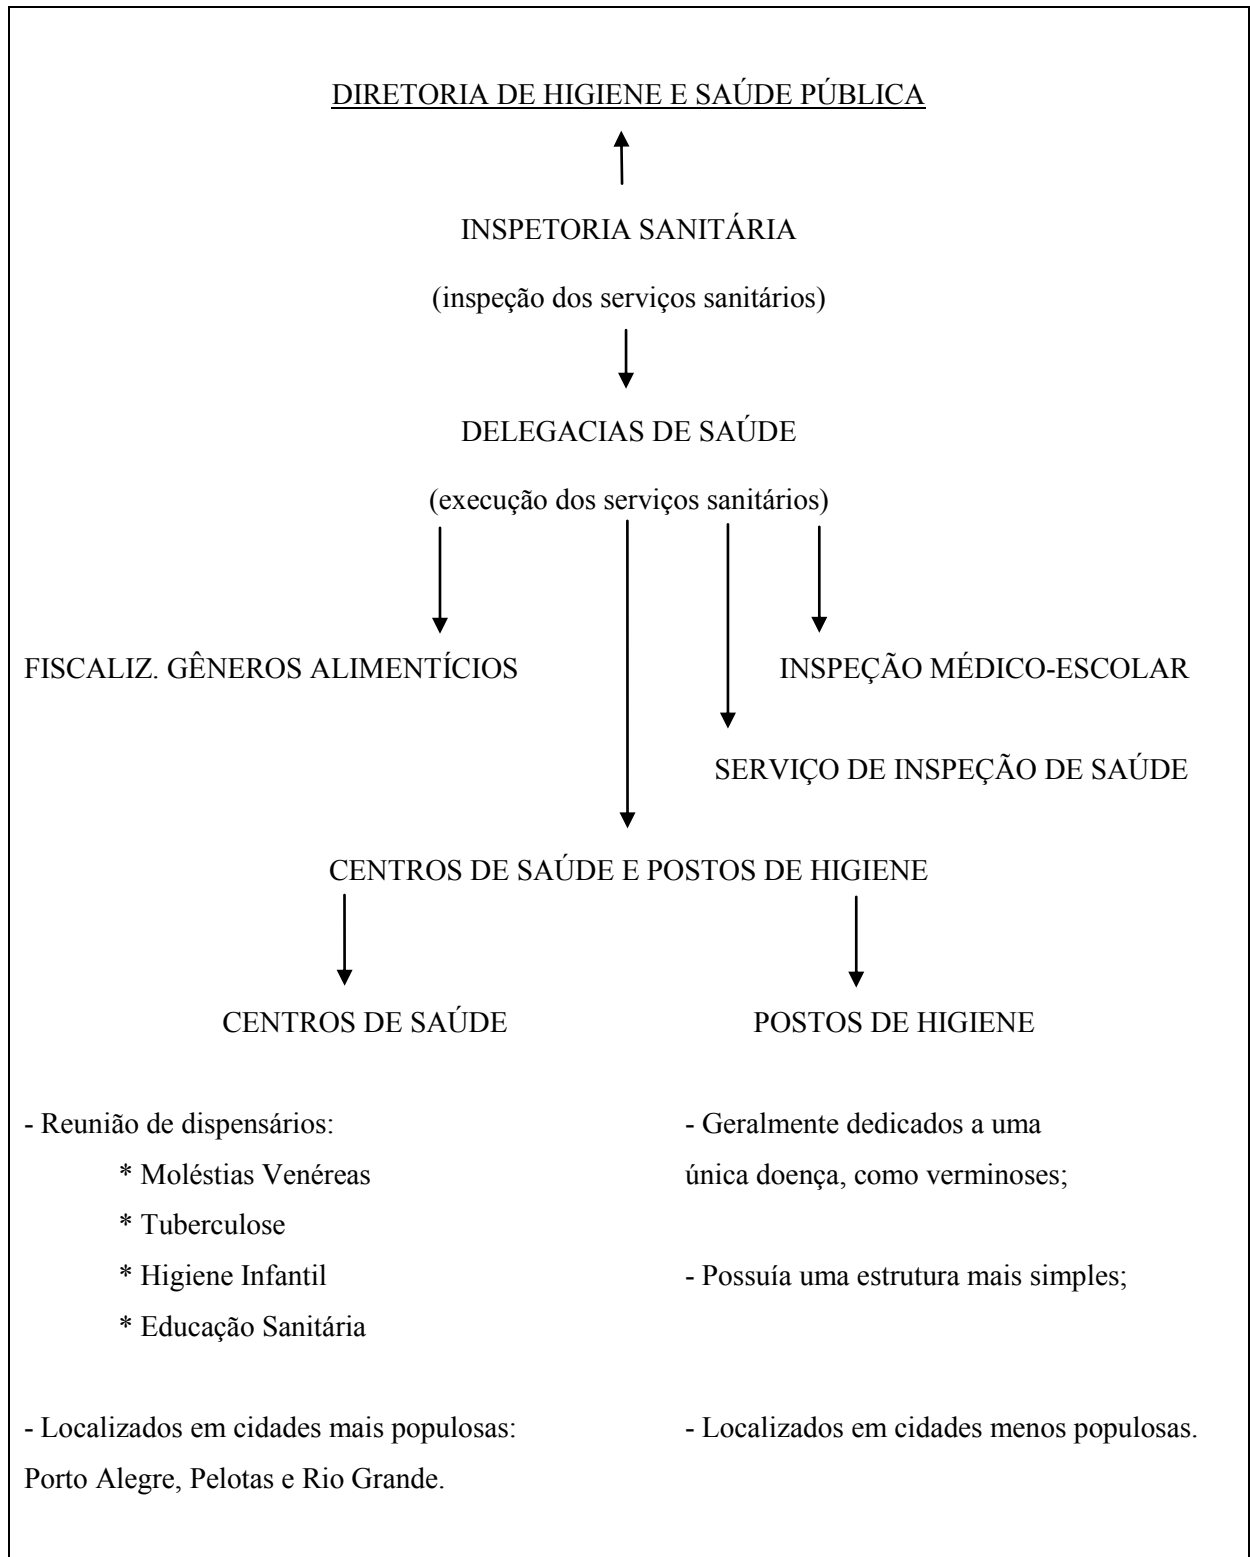 DIRETORIA DE HIGIENE E SAÚDE PÚBLICA
INSPETORIA SANITÁRIA
(inspeção dos serviços sanitários)
DELEGACIAS DE SAÚDE
(execução dos serviços sanitários)
FISCALIZ. GÊNEROS ALIMENTÍCIOS
INSPEÇÃO MÉDICO-ESCOLAR
SERVIÇO DE INSPEÇÃO DE SAÚDE
CENTROS DE SAÚDE E POSTOS DE HIGIENE
CENTROS DE SAÚDE
- Reunião de dispensários:
* Moléstias Venéreas
* Tuberculose
* Higiene Infantil
* Educação Sanitária
- Localizados em cidades mais populosas:
Porto Alegre, Pelotas e Rio Grande.
POSTOS DE HIGIENE
- Geralmente dedicados a uma
única doença, como verminoses;
- Possuía uma estrutura mais simples;
- Localizados em cidades menos populosas.